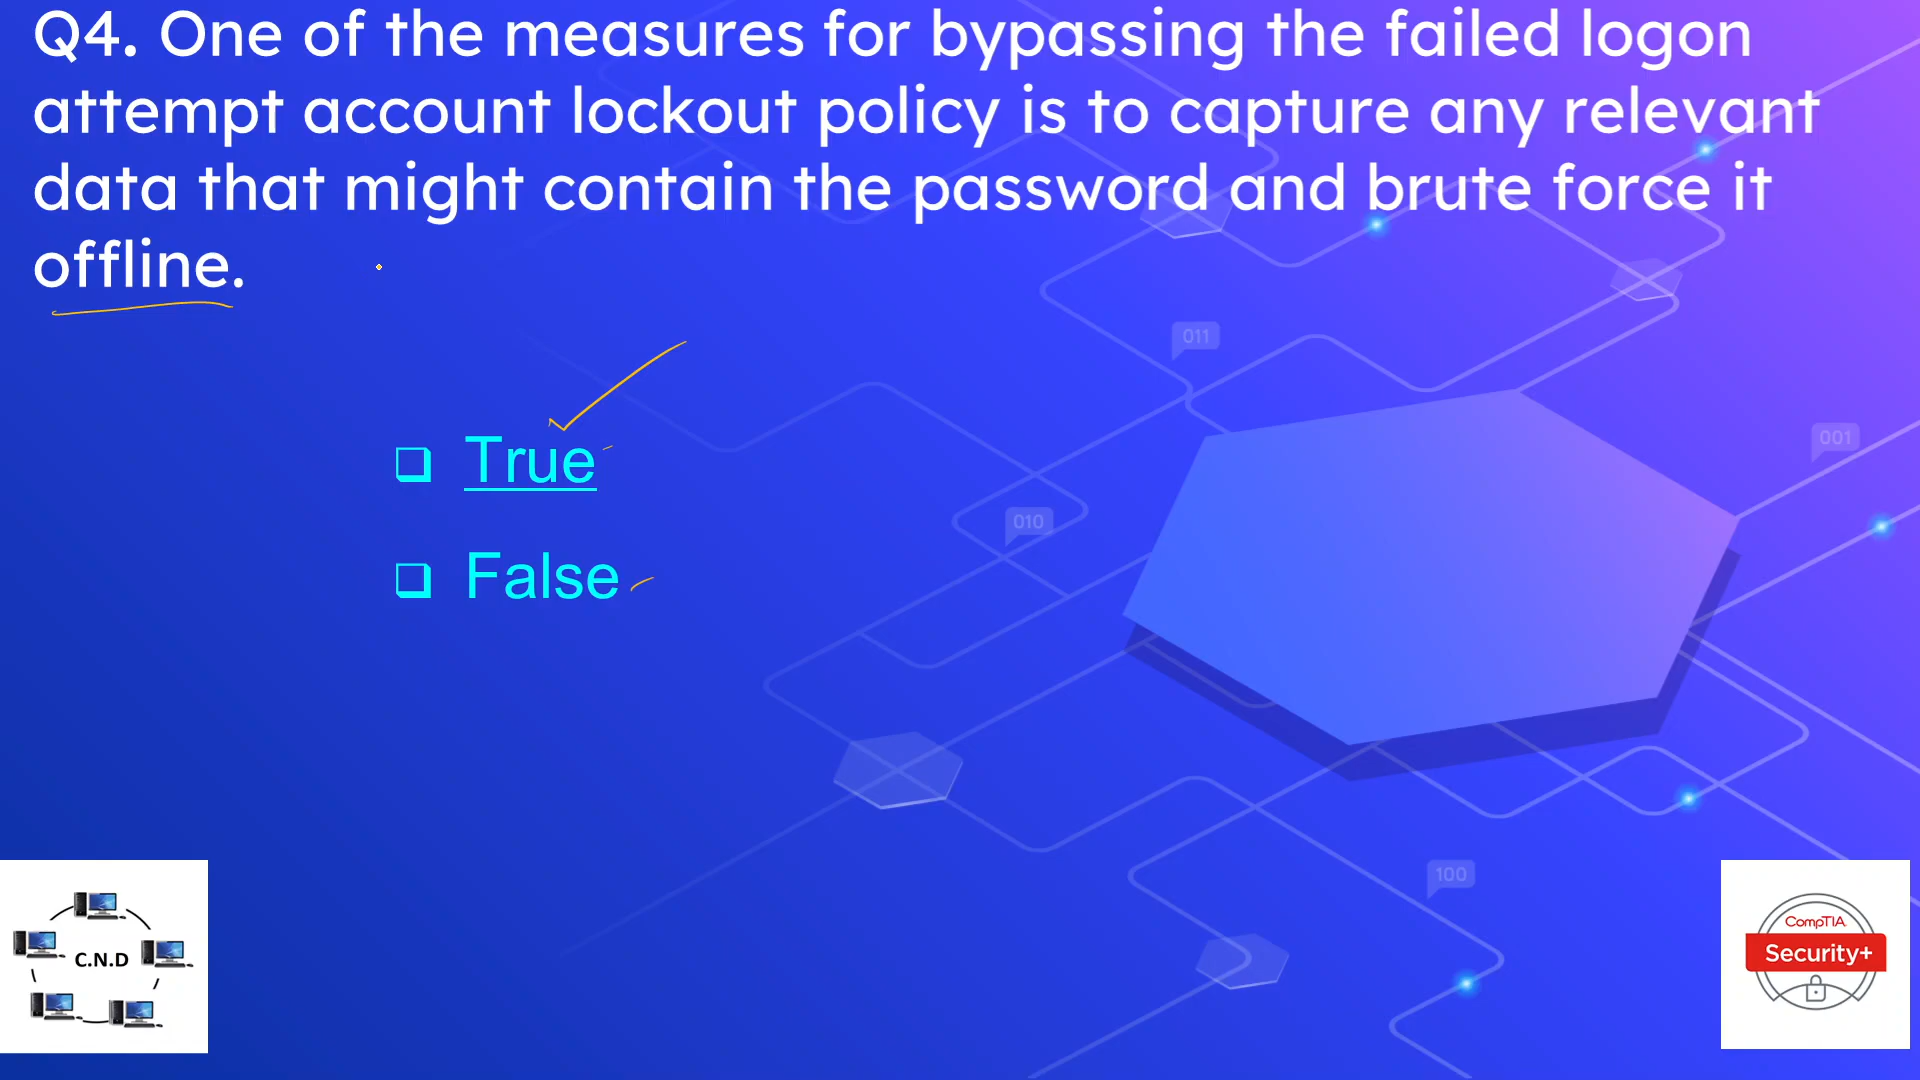 Q4. One of the measures for bypassing the failed logon
attempt account lockout policy is to capture any relevant
data that might contain the password and brute force it
offline.
011
001
True
010
False
100
C.N.D
CompTIA
Security+